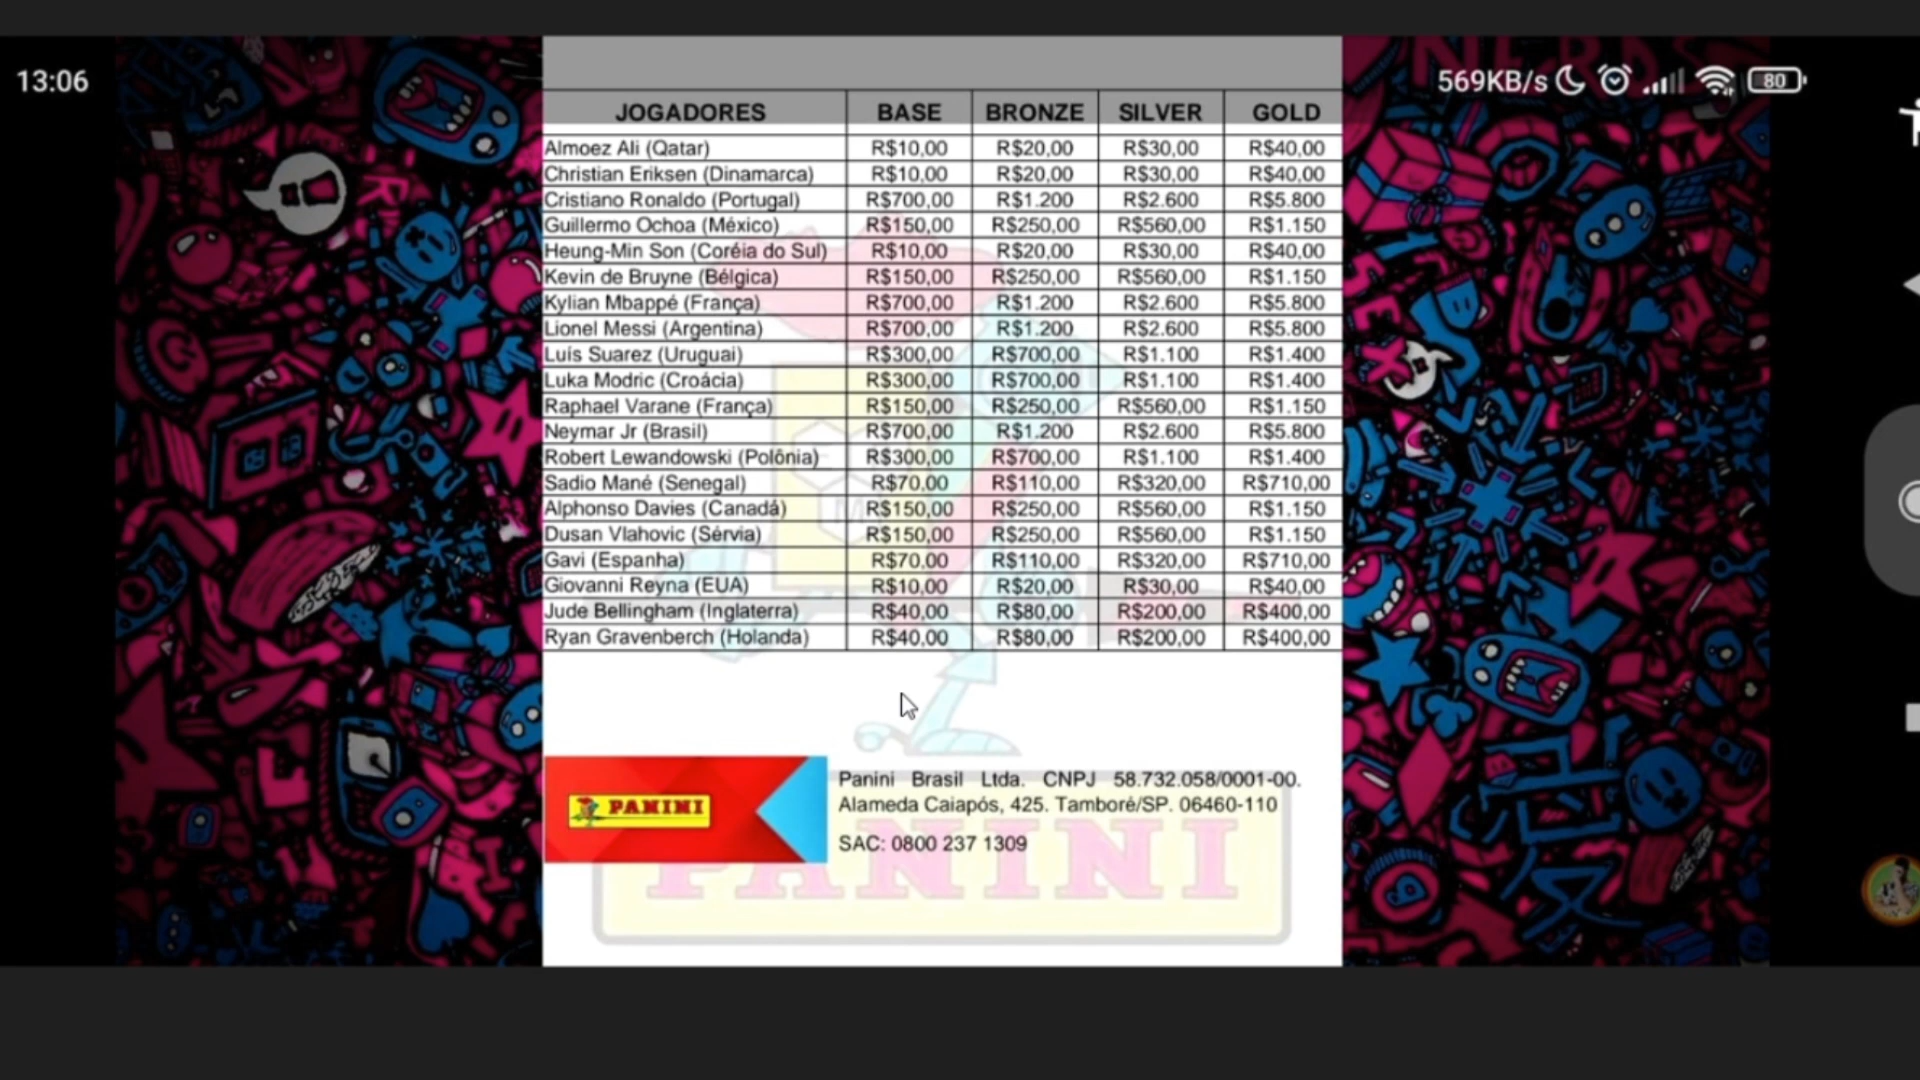 13:06
569KB/s
80
JOGADORES BASE BRONZE SILVER GOLD
Almoez Ali (Qatar) R$10,00 R$20,00 R$30,00 R$40,00
Christian Eriksen (Dinamarca) R$10,00 R$20,00 R$30,00 R$40,00
Cristiano Ronaldo (Portugal) R$700,00 R$1.200 R$2.600 R$5.800
Guillermo Ochoa (México) R$150,00 R$250,00 R$560,00 R$1.150
Heung-Min Son (Coréia do Sul) R$10,00 R$20,00 R$30,00 R$40,00
Kevin de Bruyne (Bélgica) R$150,00 R$250,00 R$560,00 R$1.150
Kylian Mbappé (França) R$700,00 R$1.200 R$2.600 R$5.800
Lionel Messi (Argentina) R$700,00 R$1.200 R$2.600 R$5.800
Luís Suarez (Uruguai) R$300,00 R$700,00 R$1.100 R$1.400
Luka Modric (Croácia) R$300,00 R$700,00 R$1.100 R$1.400
Raphael Varane (França) R$150,00 R$250,00 R$560,00 R$1.150
Neymar Jr (Brasil) R$700,00 R$1.200 R$2.600 R$5.800
Robert Lewandowski (Polônia) R$300,00 R$700,00 R$1.100 R$1.400
Sadio Mané (Senegal) R$70,00 R$110,00 R$320,00 R$710,00
Alphonso Davies (Canadá) R$150,00 R$250,00 R$560,00 R$1.150
Dusan Vlahovic (Sérvia) R$150,00 R$250,00 R$560,00 R$1.150
Gavi (Espanha) R$70,00 R$110,00 R$320,00 R$710,00
Giovanni Reyna (EUA) R$10,00 R$20,00 R$30,00 R$40,00
Jude Bellingham (Inglaterra) R$40,00 R$80,00 R$200,00 R$400,00
Ryan Gravenberch (Holanda) R$40,00 R$80,00 R$200,00 R$400,00
PANINI
Panini Brasil Ltda. CNPJ 58.732.058/0001-00.
Alameda Caiapós, 425. Tamboré/SP. 06460-110
SAC: 0800 237 1309
PANINI